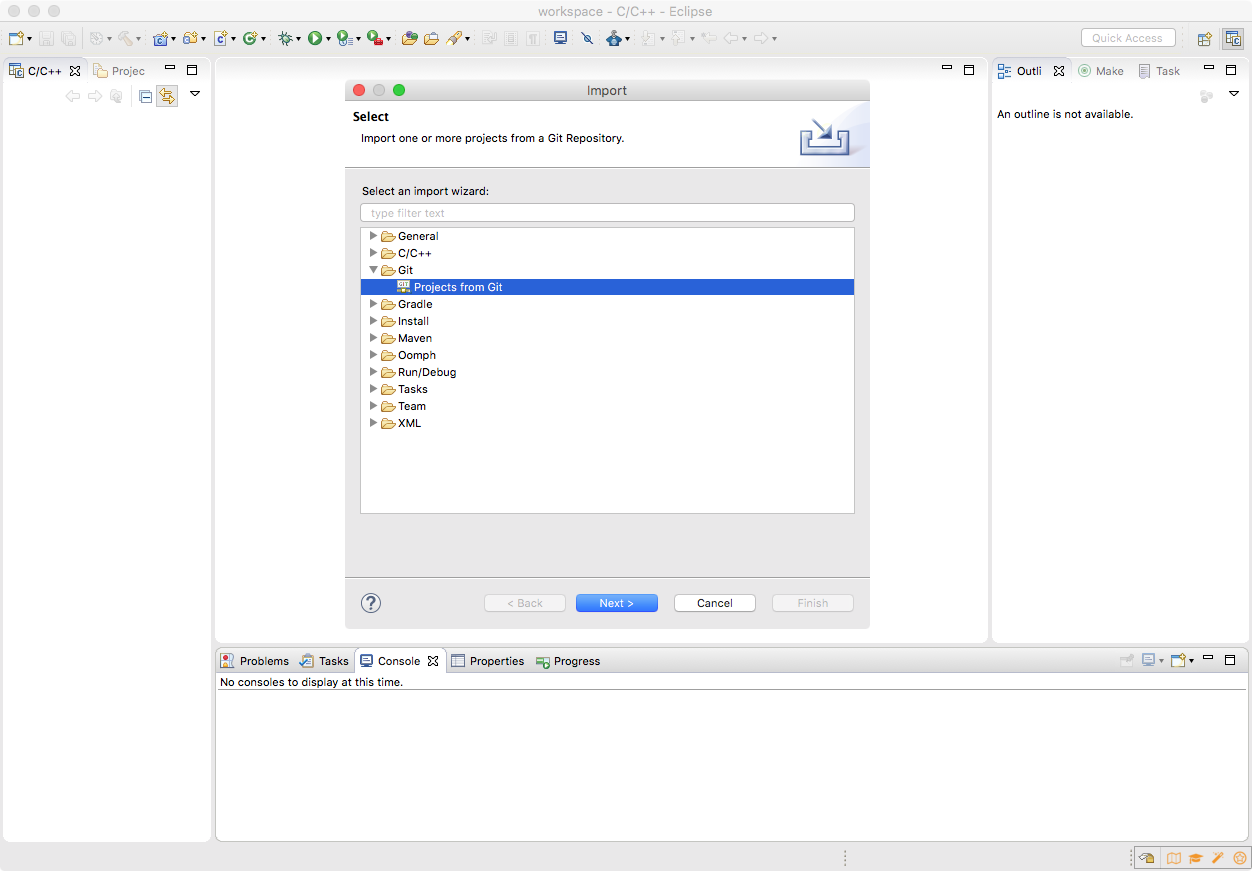 workspace - C/C++ - Eclipse
Quick Access
C/C++
Projec
Outli
Make
Task
An outline is not available.
Import
Select
Import one or more projects from a Git Repository.
Select an import wizard:
type filter text
General
C/C++
Git
GIT Projects from Git
Gradle
Install
Maven
Oomph
Run/Debug
Tasks
Team
XML
?
< Back
Next >
Cancel
Finish
Problems
Tasks
Console
Properties
Progress
No consoles to display at this time.